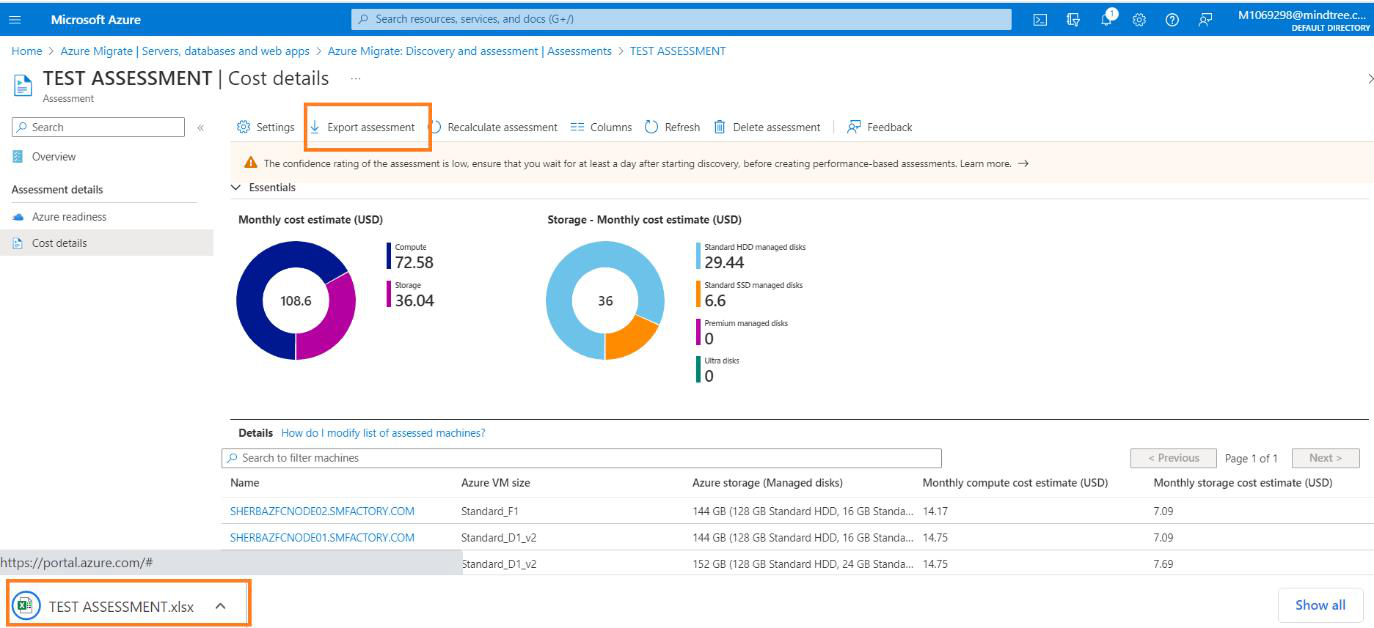 Microsoft Azure
Search resources, services, and docs (G+/)
1
M1069298@mindtree.c...
DEFAULT DIRECTORY
Home > Azure Migrate | Servers, databases and web apps > Azure Migrate: Discovery and assessment | Assessments > TEST ASSESSMENT
TEST ASSESSMENT | Cost details ...
Assessment
Search «
Settings Export assessment Recalculate assessment Columns Refresh Delete assessment Feedback
Overview
Assessment details
Azure readiness
Cost details
The confidence rating of the assessment is low, ensure that you wait for at least a day after starting discovery, before creating performance-based assessments. Learn more. →
Essentials
Monthly cost estimate (USD)
108.6
Compute
72.58
Storage
36.04
Storage - Monthly cost estimate (USD)
36
Standard HDD managed disks
29.44
Standard SSD managed disks
6.6
Premium managed disks
0
Ultra disks
0
Details How do I modify list of assessed machines?
Search to filter machines
< Previous Page 1 of 1 Next >
Name Azure VM size Azure storage (Managed disks) Monthly compute cost estimate (USD) Monthly storage cost estimate (USD)
SHERBAZFCNODE02.SMFACTORY.COM Standard_F1 144 GB (128 GB Standard HDD, 16 GB Standa... 14.17 7.09
SHERBAZFCNODE01.SMFACTORY.COM Standard_D1_v2 144 GB (128 GB Standard HDD, 16 GB Standa... 14.75 7.09
Standard_D1_v2 152 GB (128 GB Standard HDD, 24 GB Standa... 14.75 7.69
https://portal.azure.com/#
TEST ASSESSMENT.xlsx
Show all